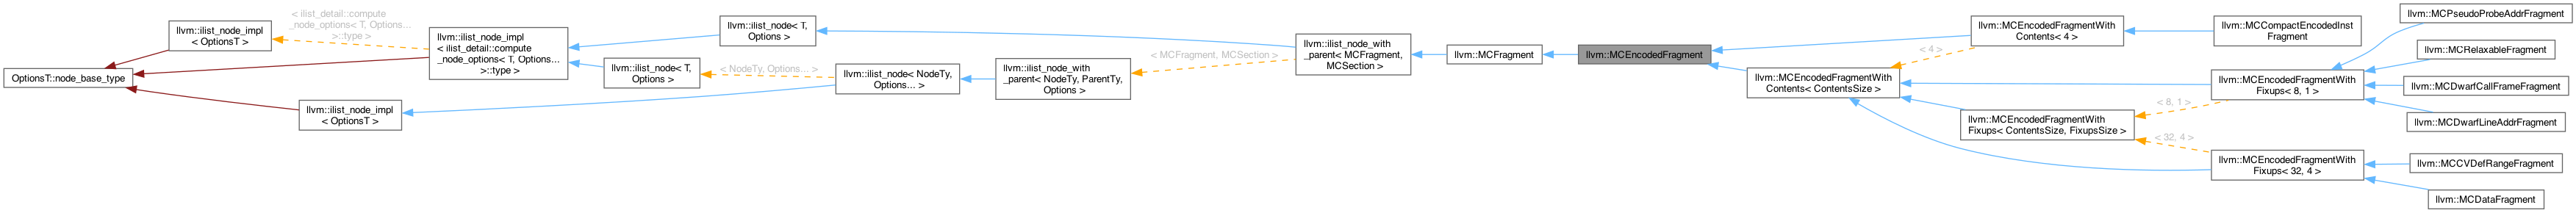 OptionsT::node_base_type
llvm::ilist_node_impl
< OptionsT >
< ilist_detail::compute
_node_options< T, Options...
>::type >
llvm::ilist_node_impl
< ilist_detail::compute
_node_options< T, Options...
>::type >
llvm::ilist_node_impl
< OptionsT >
llvm::ilist_node< T,
Options >
llvm::ilist_node< T,
Options >
< NodeTy, Options... >
llvm::ilist_node< NodeTy,
Options... >
llvm::ilist_node_with
_parent< NodeTy, ParentTy,
Options >
< MCFragment, MCSection >
llvm::ilist_node_with
_parent< MCFragment,
MCSection >
llvm::MCFragment
llvm::MCEncodedFragment
llvm::MCEncodedFragmentWith
Contents< 4 >
< 4 >
llvm::MCEncodedFragmentWith
Contents< ContentsSize >
llvm::MCEncodedFragmentWith
Fixups< ContentsSize, FixupsSize >
< 8, 1 >
< 32, 4 >
llvm::MCCompactEncodedInst
Fragment
llvm::MCEncodedFragmentWith
Fixups< 8, 1 >
llvm::MCEncodedFragmentWith
Fixups< 32, 4 >
llvm::MCPseudoProbeAddrFragment
llvm::MCRelaxableFragment
llvm::MCDwarfCallFrameFragment
llvm::MCDwarfLineAddrFragment
llvm::MCCVDefRangeFragment
llvm::MCDataFragment